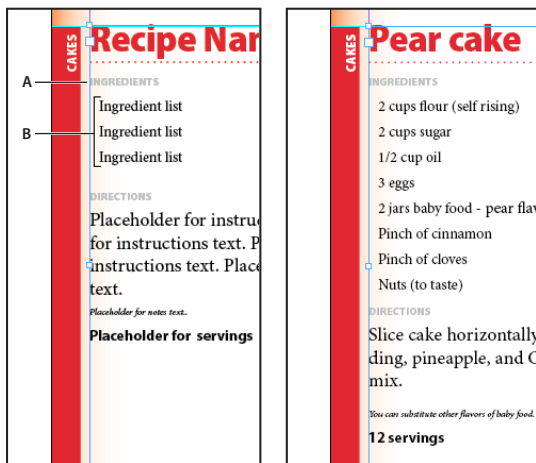 CAKES
Recipe Nar
A
INGREDIENTS
B
Ingredient list
Ingredient list
Ingredient list
DIRECTIONS
Placeholder for instru
for instructions text. P
instructions text. Place
text.
Placeholder for notes text..
Placeholder for servings
CAKES
Pear cake
INGREDIENTS
2 cups flour (self rising)
2 cups sugar
1/2 cup oil
3 eggs
2 jars baby food - pear flav
Pinch of cinnamon
Pinch of cloves
Nuts (to taste)
DIRECTIONS
Slice cake horizontally
ding, pineapple, and C
mix.
You can substitute other flavors of baby food.
12 servings